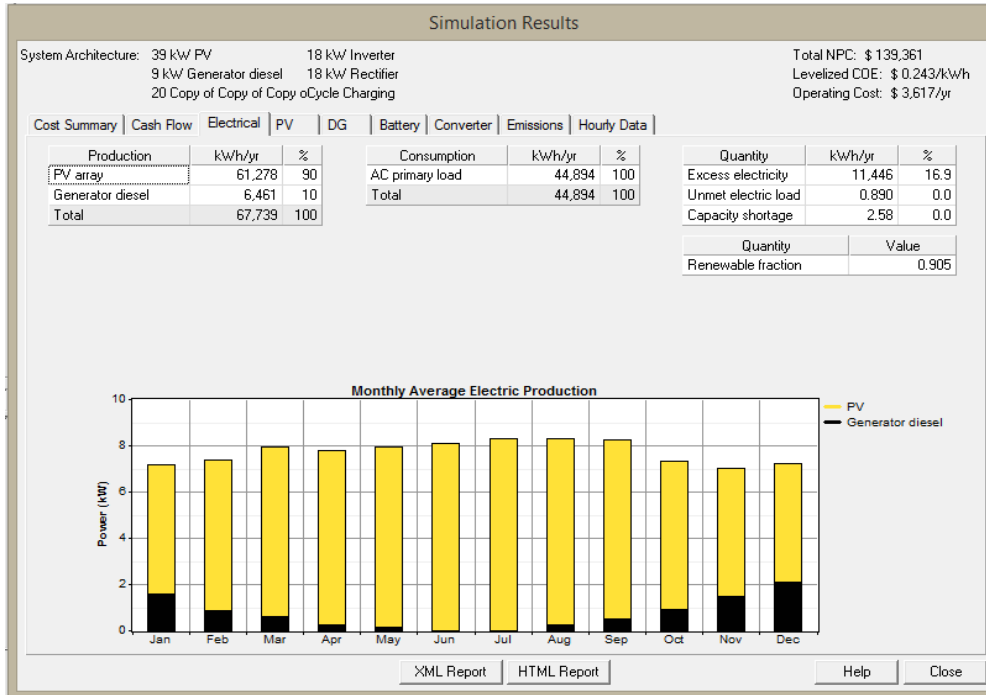 Simulation Results
System Architecture: 39 kW PV 18 kW Inverter Total NPC: $ 139,361
9 kW Generator diesel 18 kW Rectifier Levelized COE: $ 0.243/kWh
20 Copy of Copy of Copy oCycle Charging Operating Cost: $ 3,617/yr
Cost Summary Cash Flow Electrical PV DG Battery Converter Emissions Hourly Data
Production kWh/yr % Consumption kWh/yr % Quantity kWh/yr %
PV array 61,278 90 AC primary load 44,894 100 Excess electricity 11,446 16.9
Generator diesel 6,461 10 Total 44,894 100 Unmet electric load 0.890 0.0
Total 67,739 100 Capacity shortage 2.58 0.0
Quantity Value
Renewable fraction 0.905
Monthly Average Electric Production
10
8
6
4
2
0
Power (kW)
PV
Generator diesel
Jan Feb Mar Apr May Jun Jul Aug Sep Oct Nov Dec
XML Report HTML Report Help Close